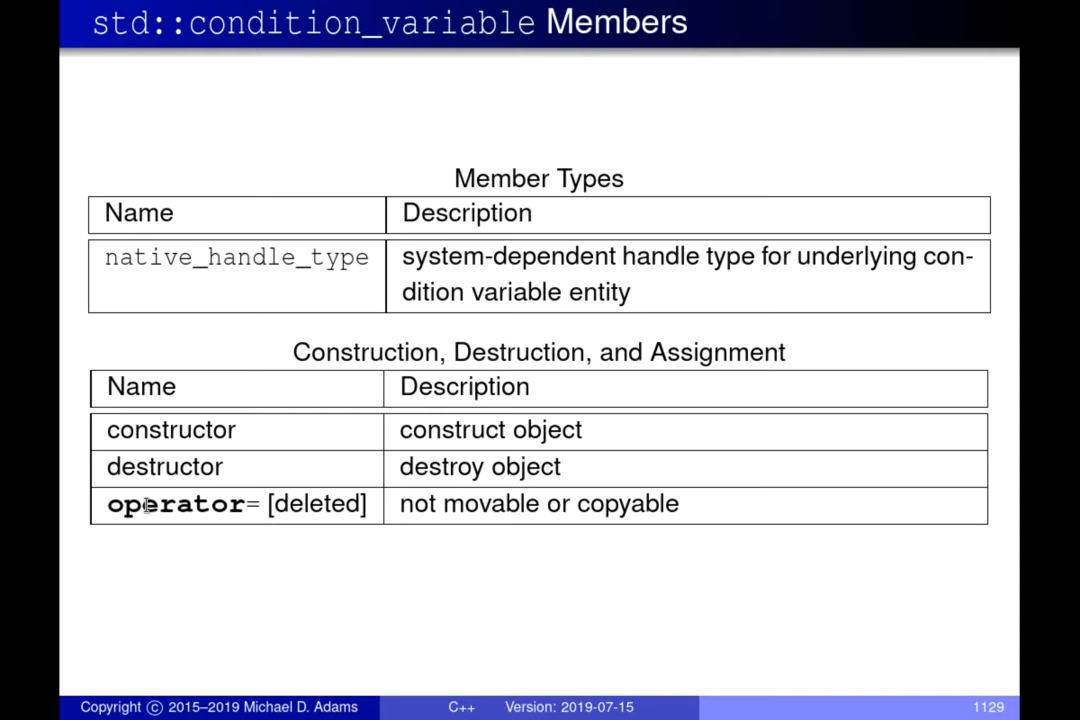 std::condition_variable Members
Member Types
Name Description
native_handle_type system-dependent handle type for underlying con-
dition variable entity
Construction, Destruction, and Assignment
Name Description
constructor construct object
destructor destroy object
operator= [deleted] not movable or copyable
Copyright © 2015–2019 Michael D. Adams C++ Version: 2019-07-15 1129